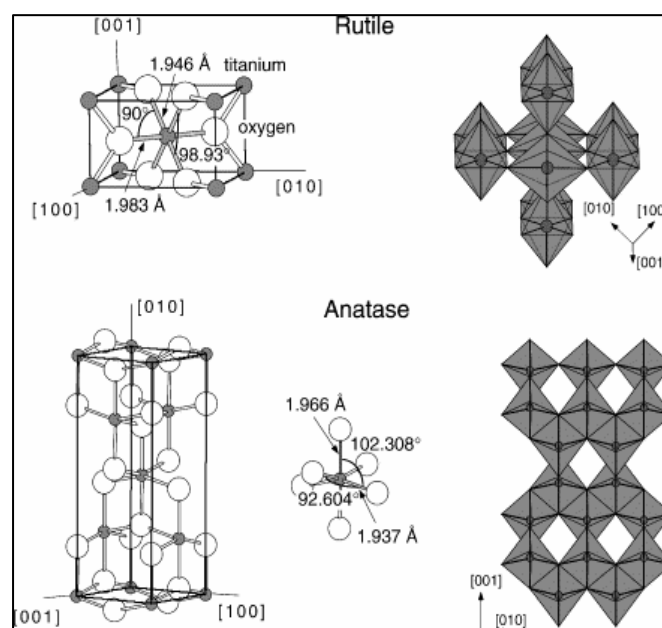 Rutile
[001]
1.946 Å
titanium
90°
oxygen
98.93°
[010]
[100]
1.983 Å
[010]
[100]
[001]
Anatase
[010]
1.966 Å
102.308°
92.604°
1.937 Å
[001]
[100]
[001]
[010]